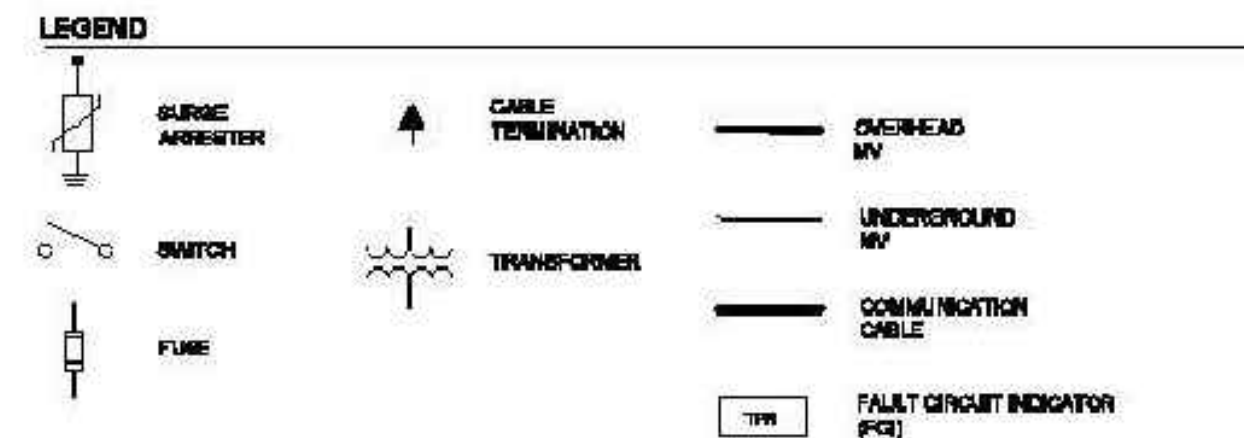 LEGEND
SURGE
ARRESTER
CABLE
TERMINATION
OVERHEAD
MV
SWITCH
TRANSFORMER
UNDERGROUND
MV
FUSE
COMMUNICATION
CABLE
FAULT CIRCUIT INDICATOR
(FCI)